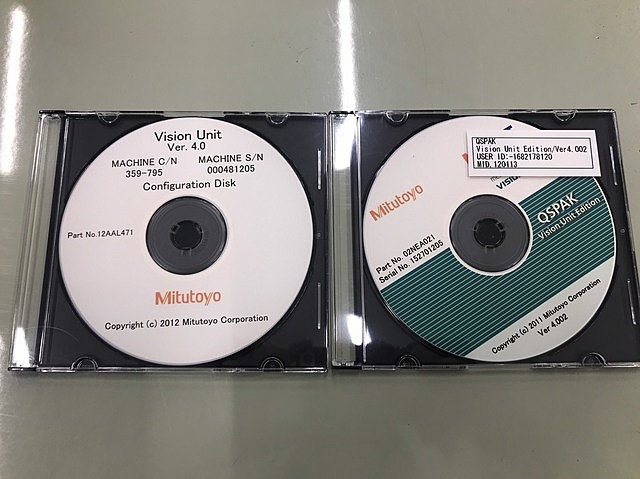 Vision Unit
Ver. 4.0
MACHINE C/N MACHINE S/N
359-795 000481205
Configuration Disk
Part No.12AAL471
Mitutoyo
Copyright (c) 2012 Mitutoyo Corporation
QSPAK
Vision Unit Edition/Ver4.002
USER ID:-1682178120
MID.120113
Mitutoyo
QSPAK
Vision Unit Edition
Part No. 02NEA021
Serial No. 152701205
Copyright (c) 2011 Mitutoyo Corporation
Ver 4.002